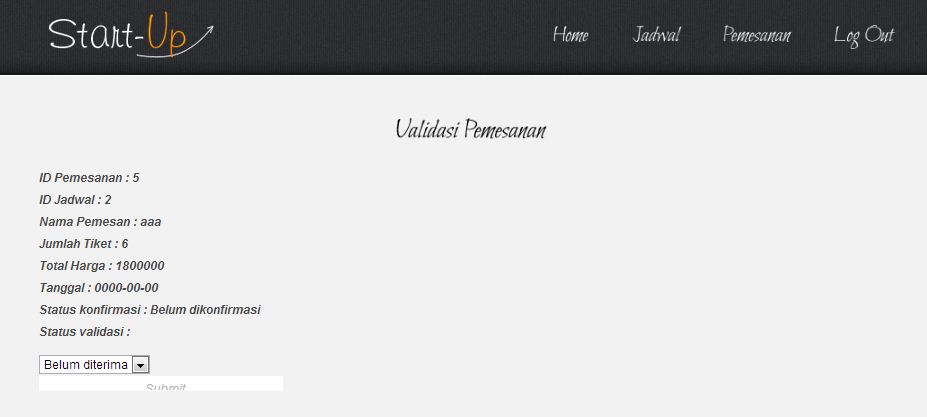 Start-Up
Home Jadwal Pemesanan Log Out
Validasi Pemesanan
ID Pemesanan : 5
ID Jadwal : 2
Nama Pemesan : aaa
Jumlah Tiket : 6
Total Harga : 1800000
Tanggal : 0000-00-00
Status konfirmasi : Belum dikonfirmasi
Status validasi :
Belum diterima
Submit